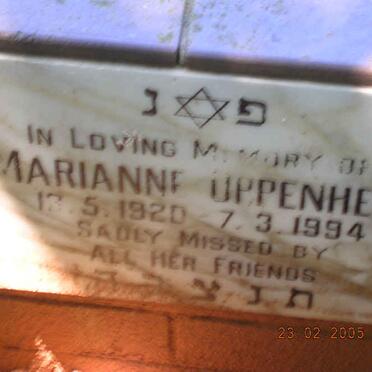 פ נ
IN LOVING MEMORY OF
MARIANNE OPPENHE
5.1920 7.3.1994
SADLY MISSED BY
ALL HER FRIENDS
ת נ צ ב ה
23 02 2005